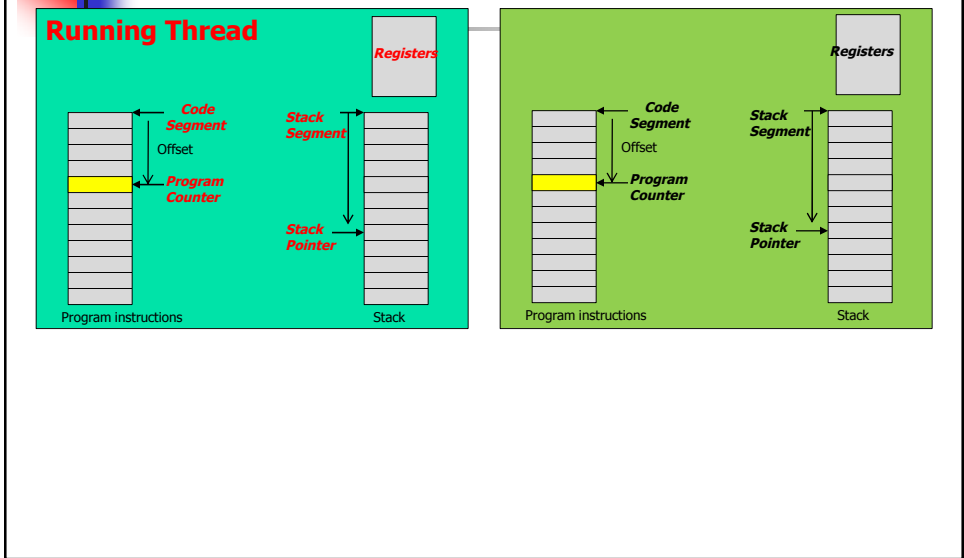 Running Thread
Registers
Code
Segment
Offset
Program
Counter
Stack
Segment
Stack
Pointer
Program instructions
Stack
Registers
Code
Segment
Offset
Program
Counter
Stack
Segment
Stack
Pointer
Program instructions
Stack